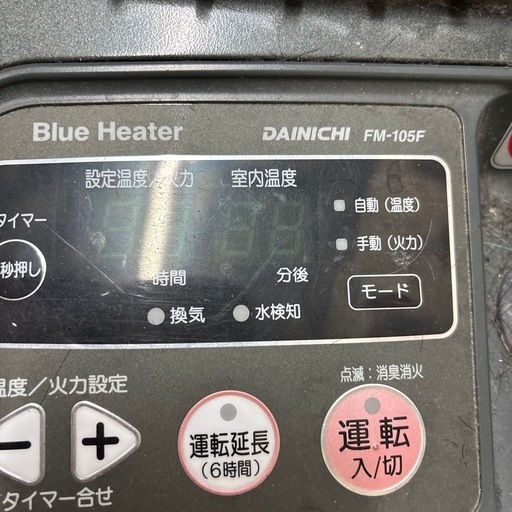 Blue Heater DAINICHI FM-105F
設定温度/火力 室内温度
タイマー
秒押し
自動(温度)
手動(火力)
時間 分後
モード
換気 水検知
温度/火力設定
点滅:消臭消火
運転延長
(6時間)
運転
入/切
タイマー合せ